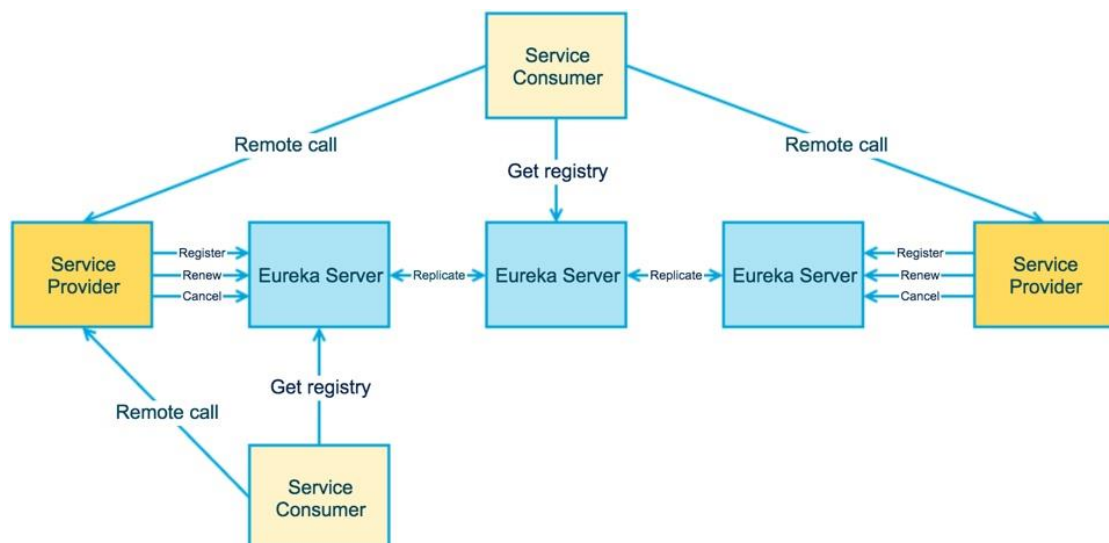 Service
Consumer
Remote call
Remote call
Get registry
Service
Provider
Register
Renew
Cancel
Eureka Server
Replicate
Eureka Server
Replicate
Eureka Server
Register
Renew
Cancel
Service
Provider
Get registry
Remote call
Service
Consumer